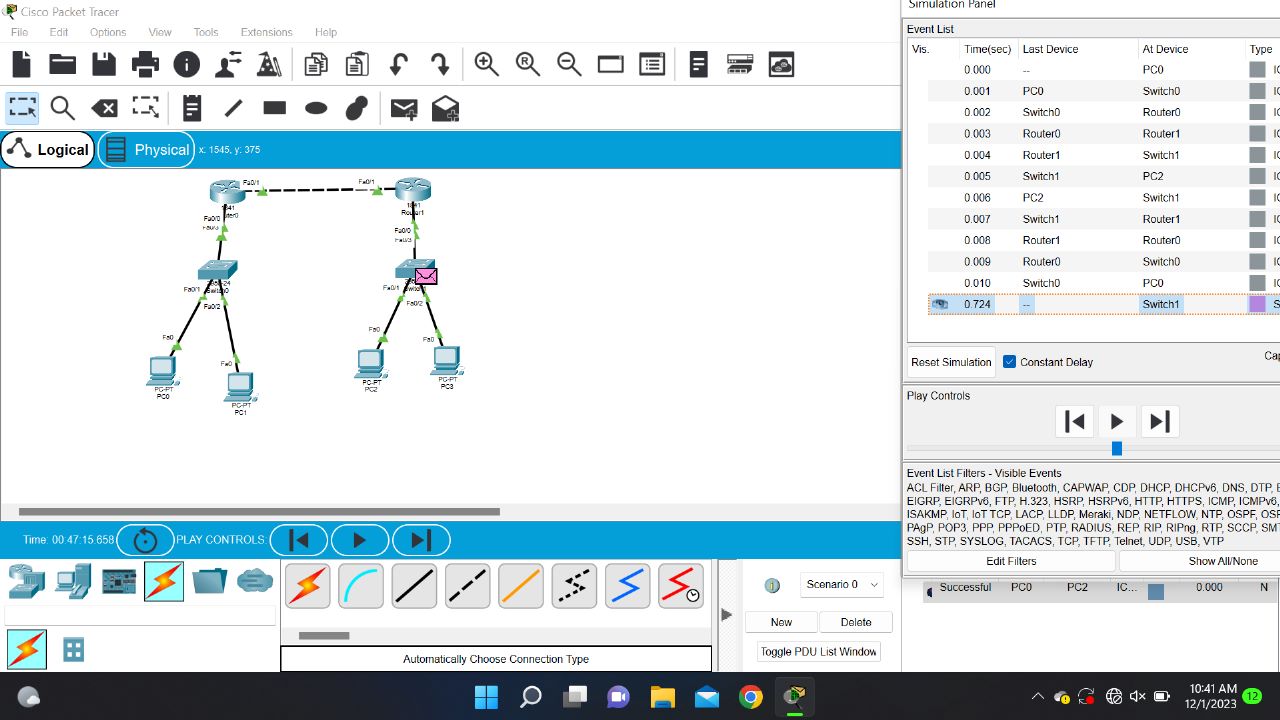 Cisco Packet Tracer
Simulation Panel
File Edit Options View Tools Extensions Help
Event List
Vis. Time(sec) Last Device At Device Type
0.000 -- PC0 IC
0.001 PC0 Switch0 IC
0.002 Switch0 Router0 IC
0.003 Router0 Router1 IC
0.004 Router1 Switch1 IC
0.005 Switch1 PC2 IC
0.006 PC2 Switch1 IC
0.007 Switch1 Router1 IC
0.008 Router1 Router0 IC
0.009 Router0 Switch0 IC
0.010 Switch0 PC0 IC
0.724 -- Switch1 S
Logical Physical x: 1545, y: 375
Fa0/1 Fa0/1
1841
Router1
Fa0/0
Fa0/0
Fa0/3
Fa0/3
Switch0
Fa0/1
Fa0/2
Fa0/1
Fa0/2
Fa0
Fa0
Fa0
Fa0
PC-PT
PC0
PC-PT
PC1
PC-PT
PC2
PC-PT
PC3
Reset Simulation Constant Delay Cap
Play Controls
Event List Filters - Visible Events
ACL Filter, ARP, BGP, Bluetooth, CAPWAP, CDP, DHCP, DHCPv6, DNS, DTP, E
EIGRP, EIGRPv6, FTP, H.323, HSRP, HSRPv6, HTTP, HTTPS, ICMP, ICMPv6
ISAKMP, IoT, IoT TCP, LACP, LLDP, Meraki, NDP, NETFLOW, NTP, OSPF, OSP
PAgP, POP3, PPP, PPPoED, PTP, RADIUS, REP, RIP, RIPng, RTP, SCCP, SM
SSH, STP, SYSLOG, TACACS, TCP, TFTP, Telnet, UDP, USB, VTP
Edit Filters Show All/None
Time: 00:47:15.658 PLAY CONTROLS:
Successful PC0 PC2 IC... 0.000 N
Scenario 0
New Delete
Toggle PDU List Window
Automatically Choose Connection Type
R
10:41 AM
12/1/2023
12